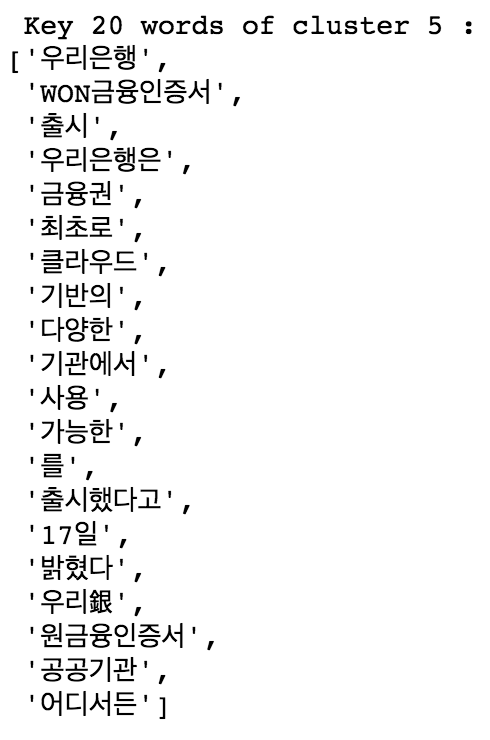 Key 20 words of cluster 5 :
['우리은행',
'WON금융인증서',
'출시',
'우리은행은',
'금융권',
'최초로',
'클라우드',
'기반의',
'다양한',
'기관에서',
'사용',
'가능한',
'를',
'출시했다고',
'17일',
'밝혔다',
'우리銀',
'원금융인증서',
'공공기관',
'어디서든']